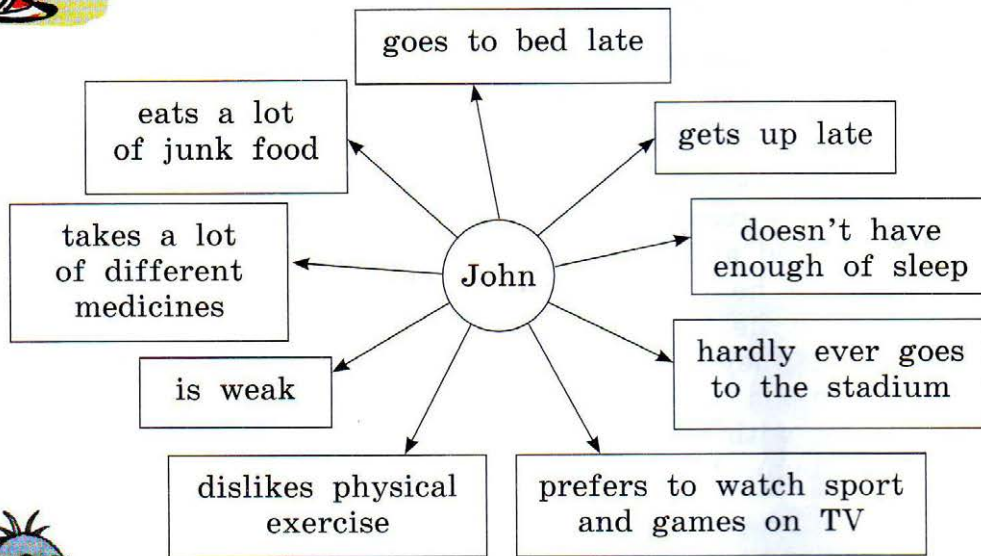 goes to bed late
eats a lot
of junk food
gets up late
takes a lot
of different
medicines
doesn't have
enough of sleep
John
hardly ever goes
to the stadium
is weak
dislikes physical
exercise
prefers to watch sport
and games on TV